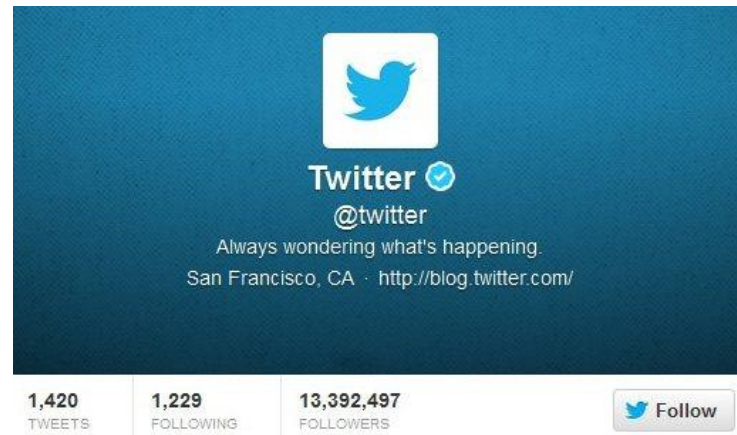 Twitter
@twitter
Always wondering what's happening.
San Francisco, CA · http://blog.twitter.com/
1,420 1,229 13,392,497
TWEETS FOLLOWING FOLLOWERS
Follow